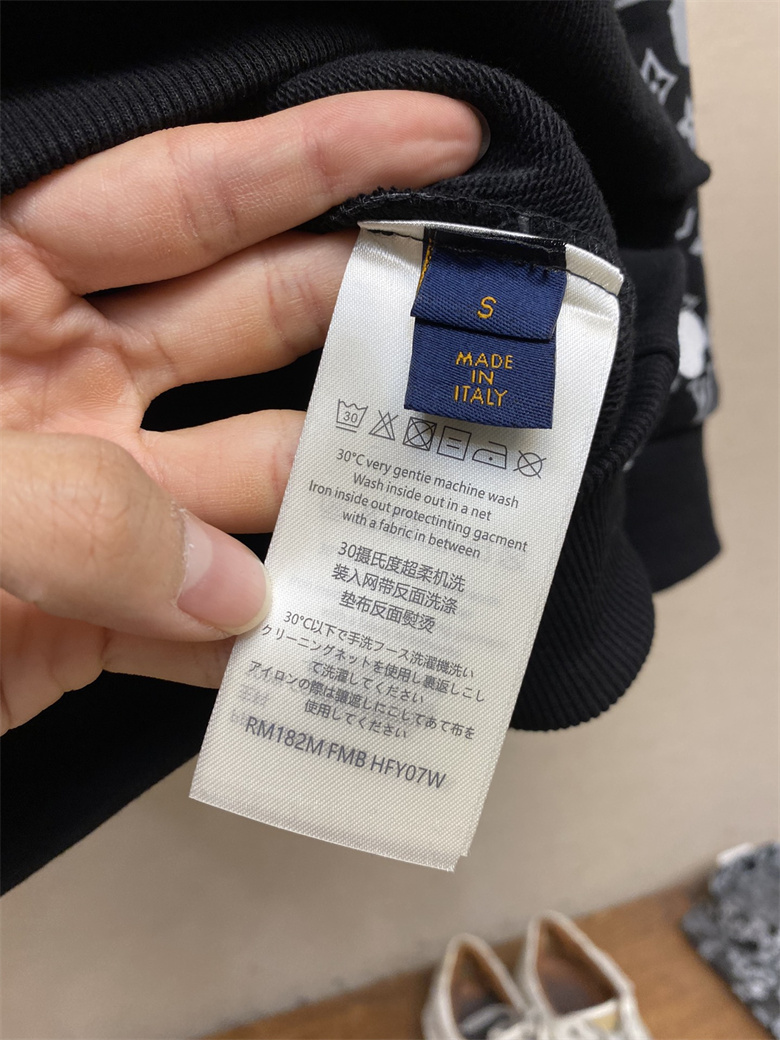 S
MADE
IN
ITALY
30
30°C very gentie machine wash
Wash inside out in a net
Iron inside out protectinting gacment
with a fabric in between
30摄氏度超柔机洗
装入网带反面洗涤
垫布反面熨烫
30°C以下で手洗フース洗濯機洗い
クリーニングネットを使用し裏返しこし
て洗濯してください
アイロンの際は裏返しにこしてあて布を
使用してください
RM182M FMB HFY07W